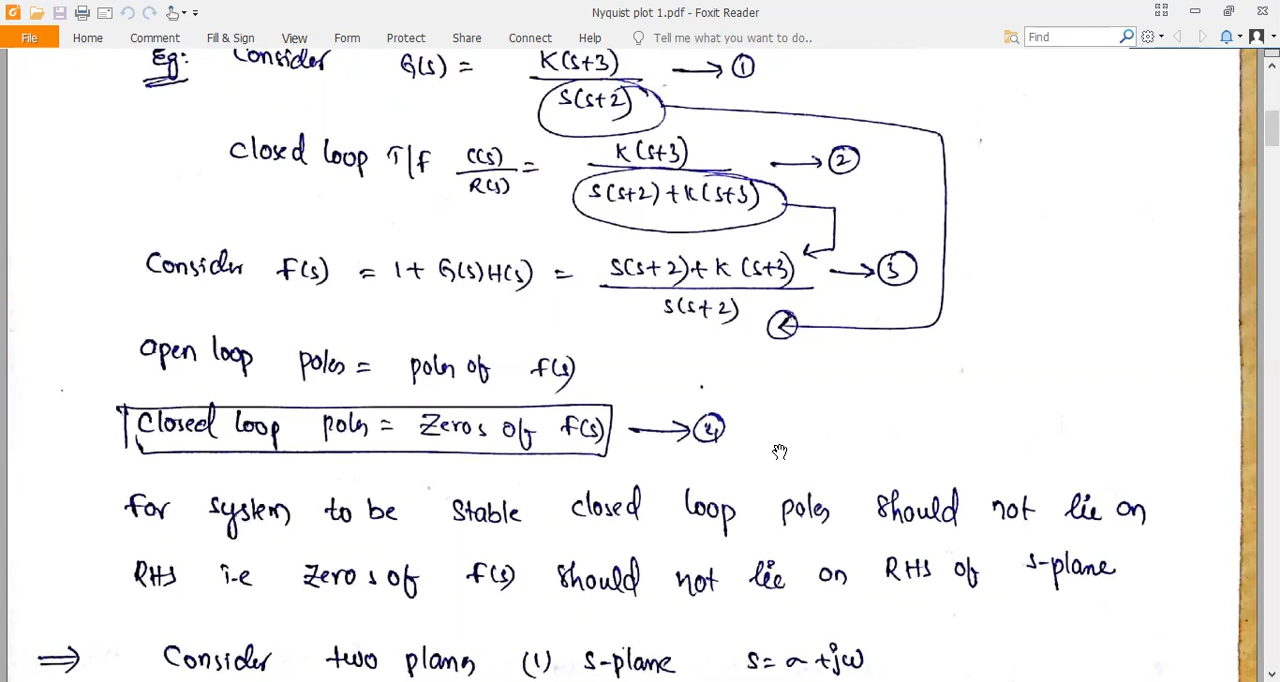 Nyquist plot 1.pdf - Foxit Reader
File Home Comment Fill & Sign View Form Protect Share Connect Help Tell me what you want to do.. Find
Eg: Consider G(s) = K(s+3) / s(s+2) → ①
Closed loop T/f C(s)/R(s) = K(s+3) / s(s+2)+K(s+3) → ②
Consider f(s) = 1+ G(s)H(s) = s(s+2)+K(s+3) / s(s+2) → ③
open loop poles = poles of f(s)
Closed loop poles = Zeros of f(s) → ④
for system to be stable closed loop poles should not lie on
RHS i-e zeros of f(s) should not lie on RHS of s-plane
⇒ Consider two planes (1) s-plane s= σ+jω